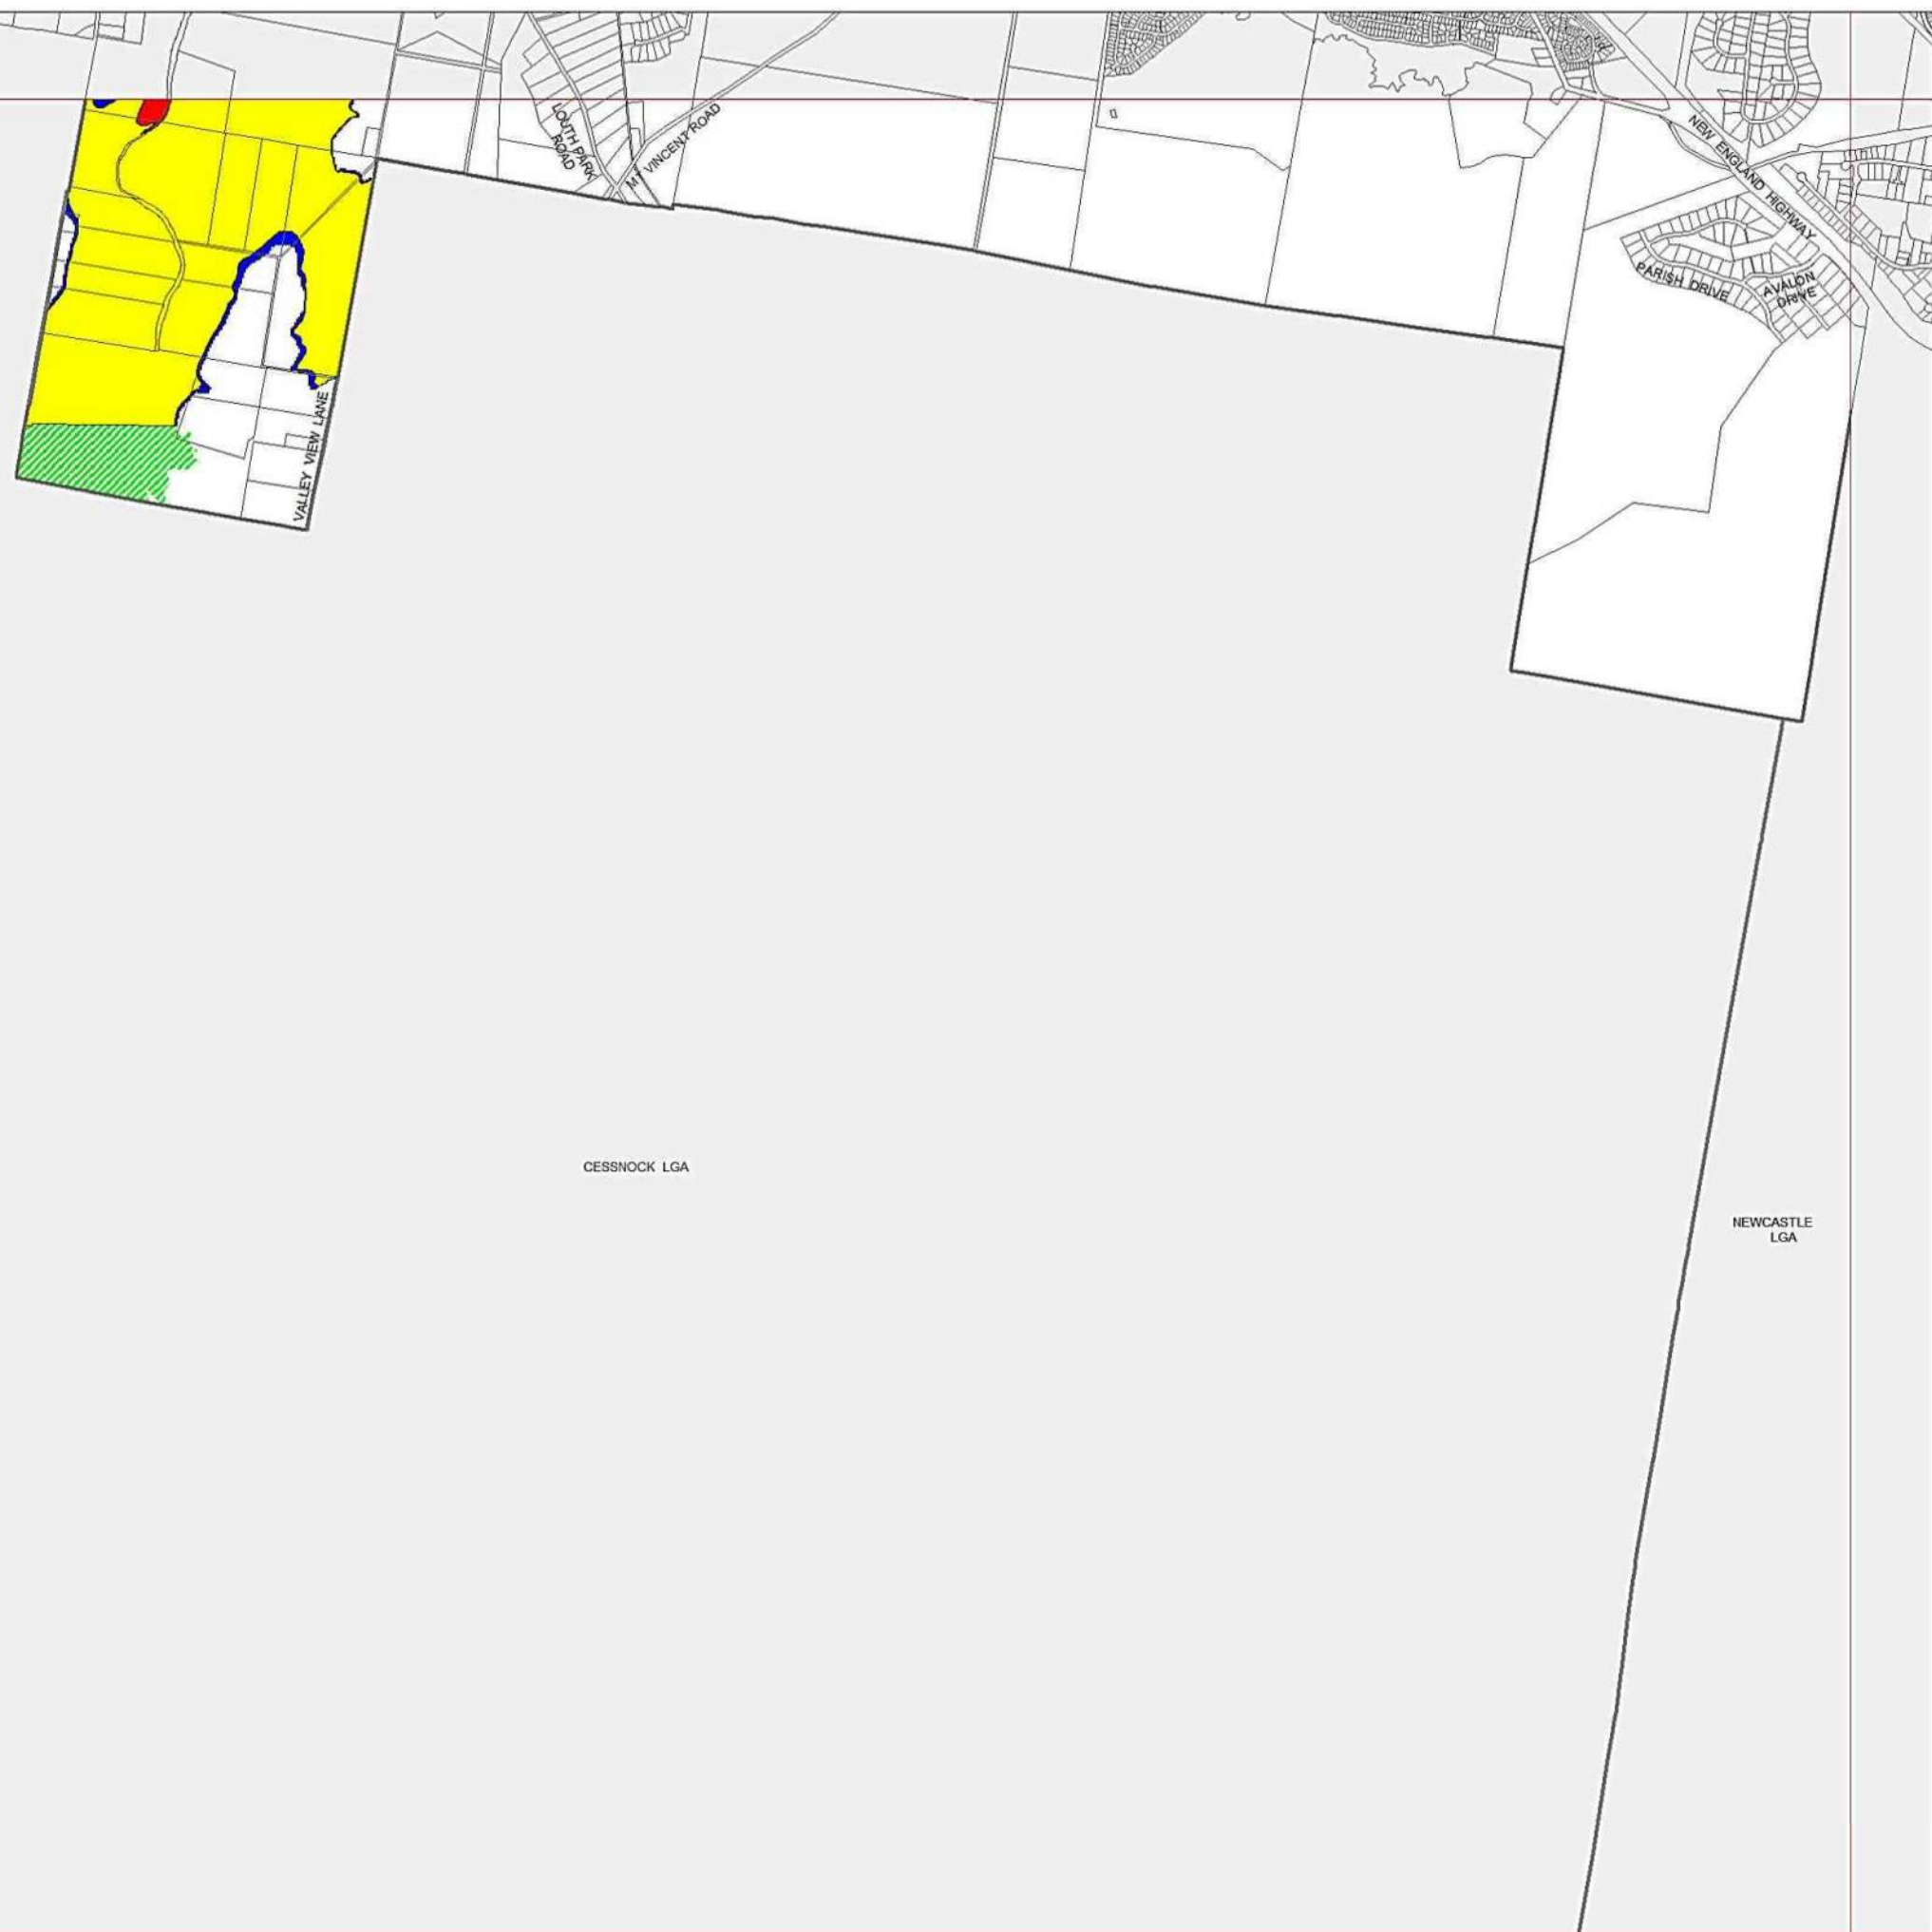 LOUTH PARK
ROAD
MT VINCENT ROAD
NEW ENGLAND HIGHWAY
PARISH DRIVE
AVALON
DRIVE
VALLEY VIEW LANE
CESSNOCK LGA
NEWCASTLE
LGA